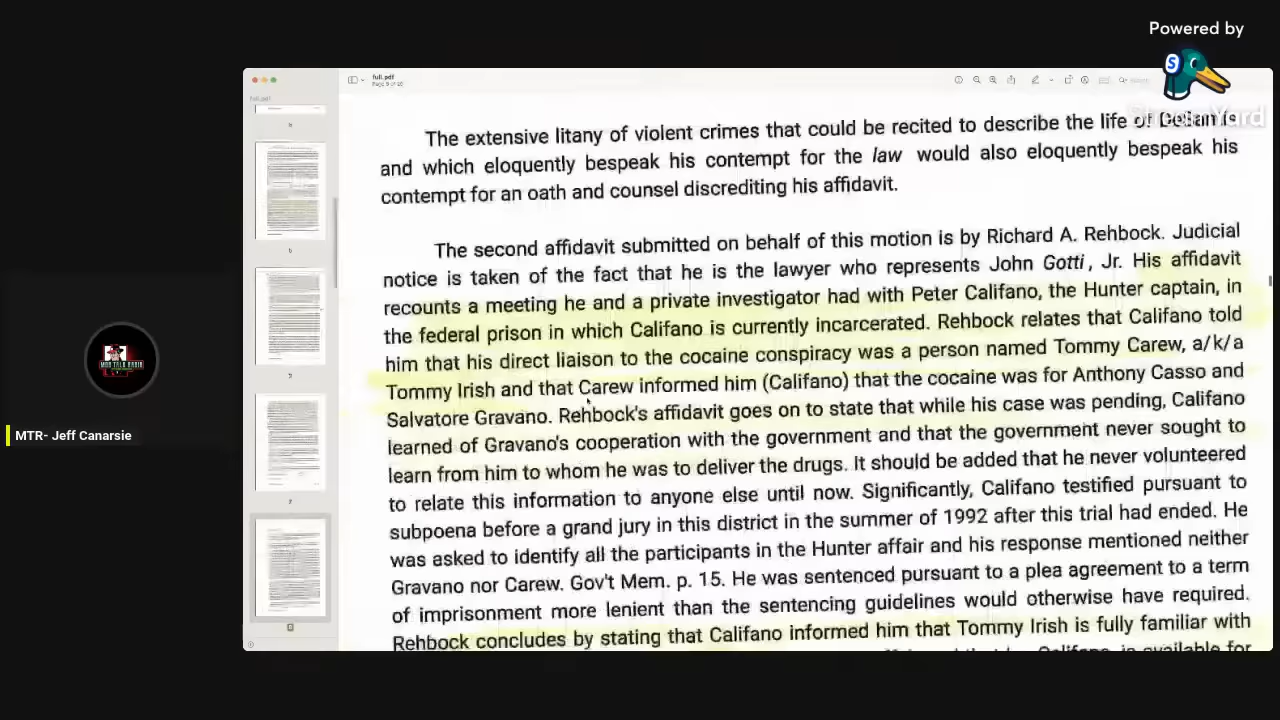 Powered by
S
full.pdf
Page 9 of 20
full.pdf
The extensive litany of violent crimes that could be recited to describe the life of
and which eloquently bespeak his contempt for the law would also eloquently bespeak his
contempt for an oath and counsel discrediting his affidavit.
The second affidavit submitted on behalf of this motion is by Richard A. Rehbock. Judicial
notice is taken of the fact that he is the lawyer who represents John Gotti, Jr. His affidavit
recounts a meeting he and a private investigator had with Peter Califano, the Hunter captain, in
the federal prison in which Califano is currently incarcerated. Rehbock relates that Califano told
him that his direct liaison to the cocaine conspiracy was a person named Tommy Carew, a/k/a
Tommy Irish and that Carew informed him (Califano) that the cocaine was for Anthony Casso and
Salvatore Gravano. Rehbock's affidavit goes on to state that while his case was pending, Califano
learned of Gravano's cooperation with the government and that the government never sought to
learn from him to whom he was to deliver the drugs. It should be added that he never volunteered
to relate this information to anyone else until now. Significantly, Califano testified pursuant to
subpoena before a grand jury in this district in the summer of 1992 after this trial had ended. He
was asked to identify all the participants in the Hunter affair and his response mentioned neither
Gravano nor Carew. Gov't Mem. p. 15. He was sentenced pursuant to a plea agreement to a term
of imprisonment more lenient than the sentencing guidelines would otherwise have required.
Rehbock concludes by stating that Califano informed him that Tommy Irish is fully familiar with
Califano, is available for
MOB TALK RADIO
MTR- Jeff Canarsie